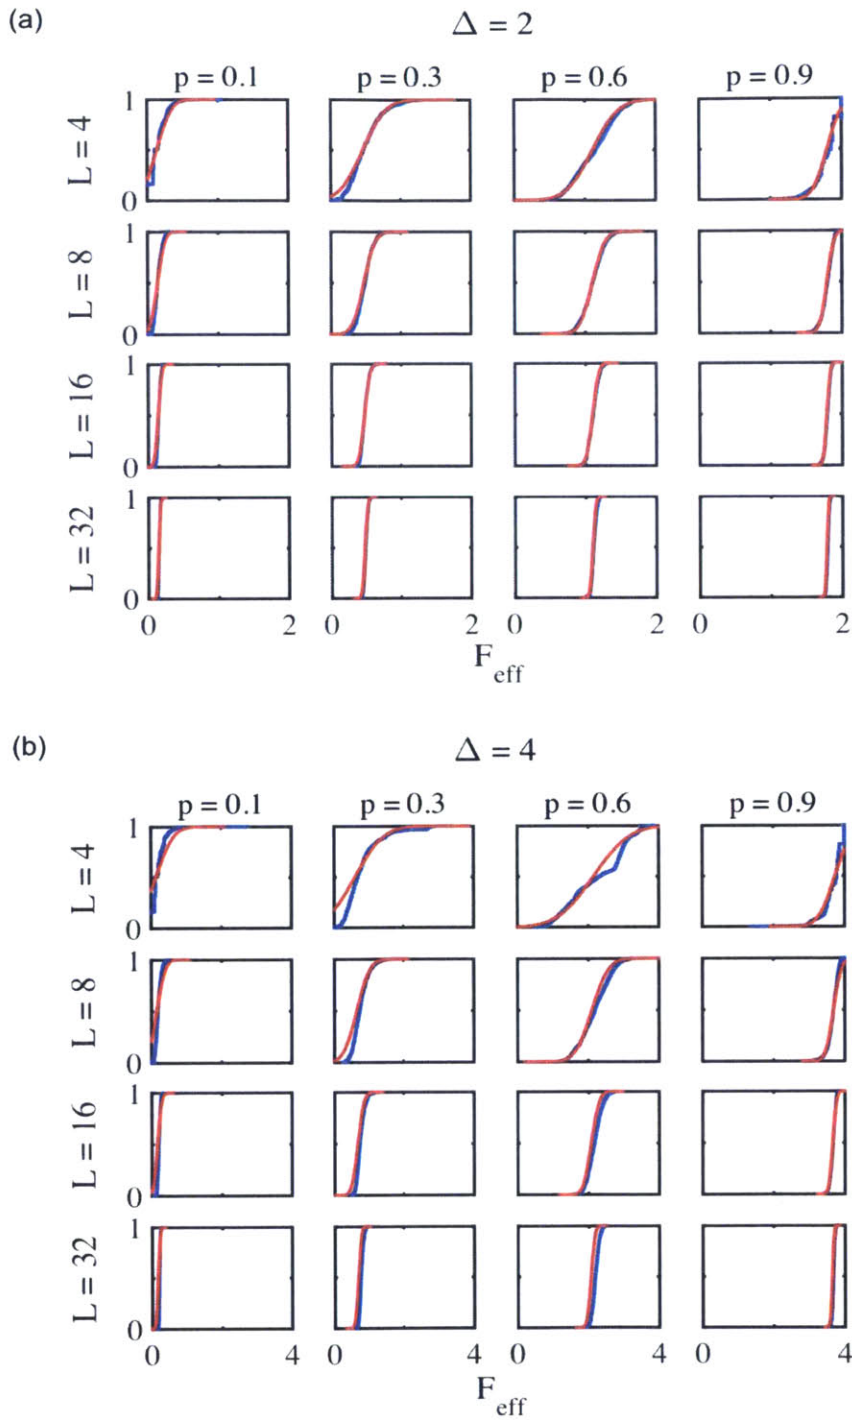 (a)
Δ = 2
p = 0.1 p = 0.3 p = 0.6 p = 0.9
L = 4
1
0
L = 8
1
0
L = 16
1
0
L = 32
1
0
0 2 0 2 0 2 0 2
F_eff
(b)
Δ = 4
p = 0.1 p = 0.3 p = 0.6 p = 0.9
L = 4
1
0
L = 8
1
0
L = 16
1
0
L = 32
1
0
0 4 0 4 0 4 0 4
F_eff